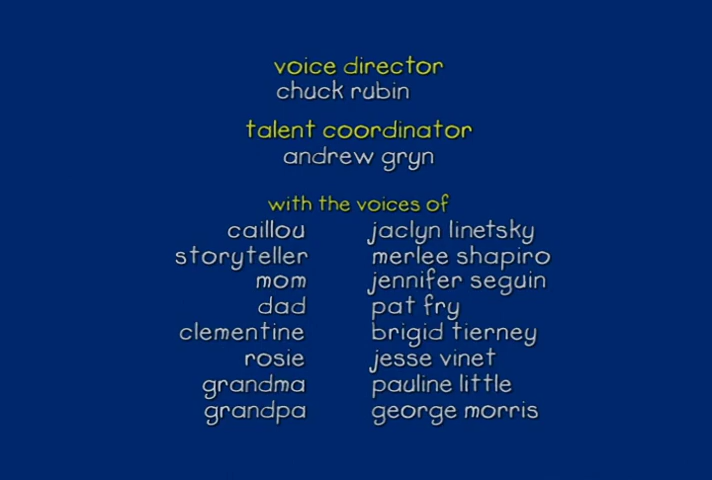 voice director
chuck rubin
talent coordinator
andrew gryn
with the voices of
caillou jaclyn linetsky
storyteller merlee shapiro
mom jennifer seguin
dad pat fry
clementine brigid tierney
rosie jesse vinet
grandma pauline little
grandpa george morris